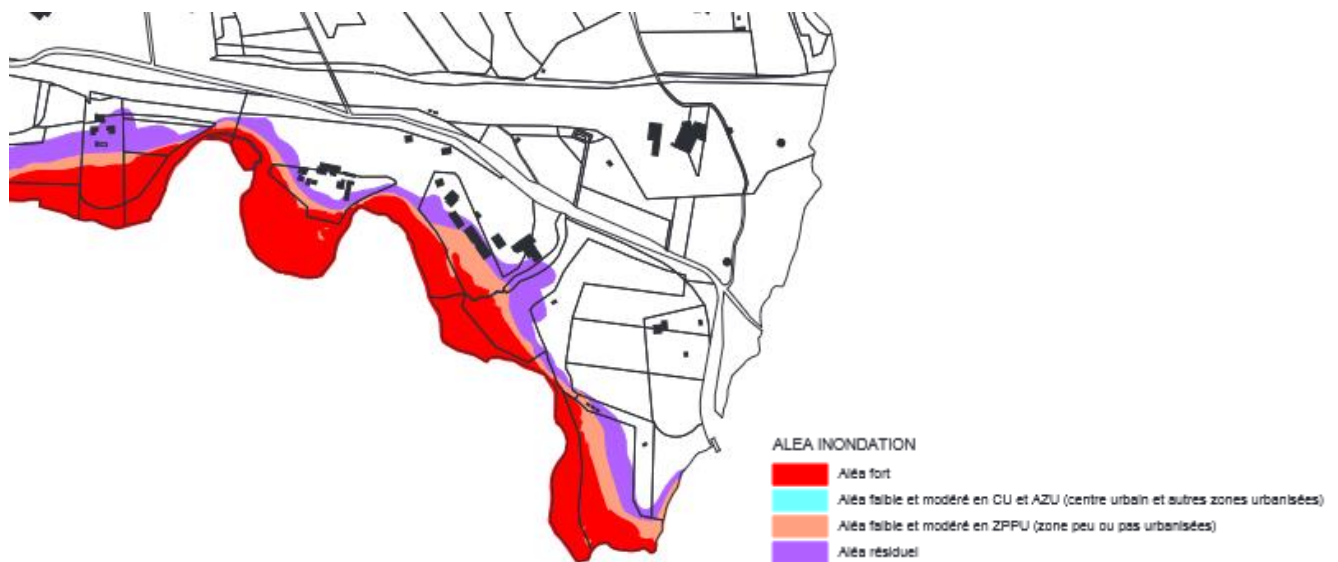 ALEA INONDATION
Aléa fort
Aléa faible et modéré en CU et AZU (centre urbain et autres zones urbanisées)
Aléa faible et modéré en ZPPU (zone peu ou pas urbanisées)
Aléa résiduel